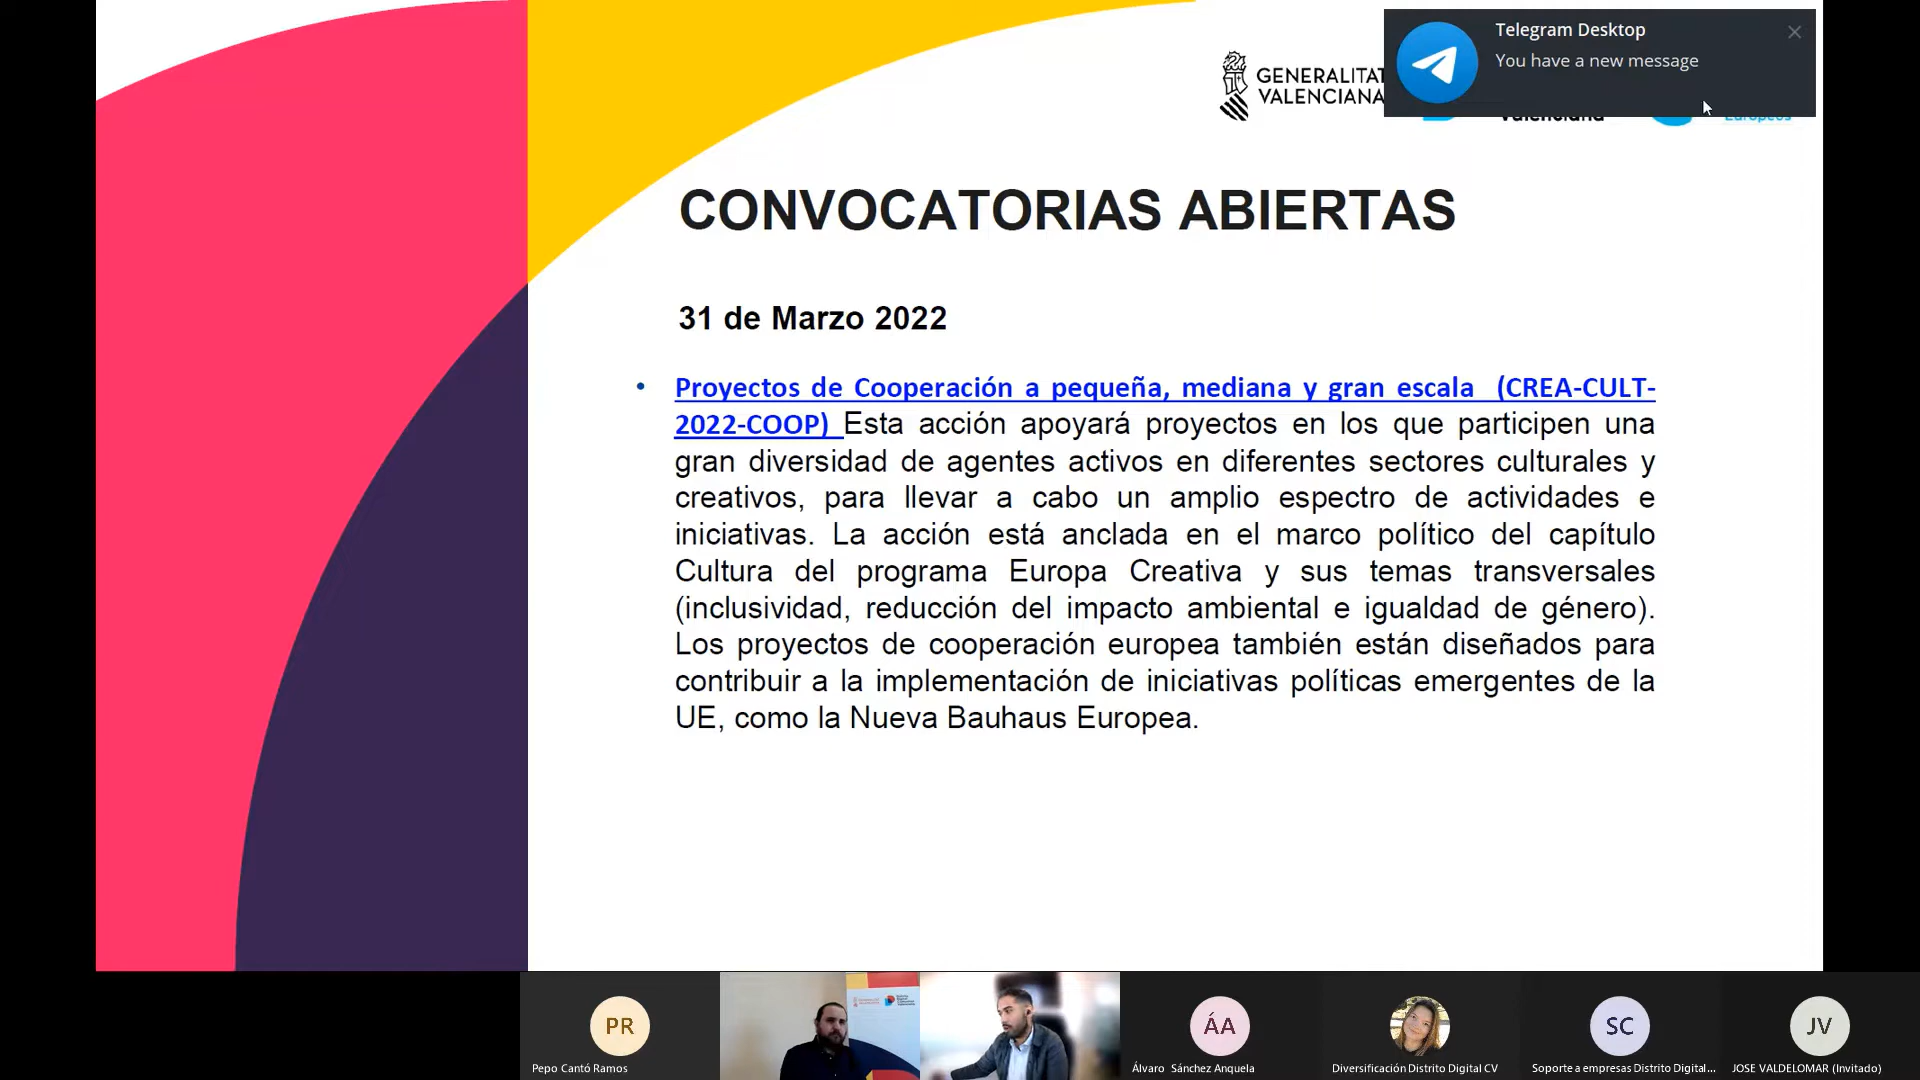 Telegram Desktop
You have a new message
GENERALITAT
VALENCIANA
Valenciana
Europeos
CONVOCATORIAS ABIERTAS
31 de Marzo 2022
• Proyectos de Cooperación a pequeña, mediana y gran escala (CREA-CULT-
2022-COOP) Esta acción apoyará proyectos en los que participen una
gran diversidad de agentes activos en diferentes sectores culturales y
creativos, para llevar a cabo un amplio espectro de actividades e
iniciativas. La acción está anclada en el marco político del capítulo
Cultura del programa Europa Creativa y sus temas transversales
(inclusividad, reducción del impacto ambiental e igualdad de género).
Los proyectos de cooperación europea también están diseñados para
contribuir a la implementación de iniciativas políticas emergentes de la
UE, como la Nueva Bauhaus Europea.
PR
ÁA
SC
JV
Pepo Cantó Ramos
Álvaro Sánchez Anquela
Diversificación Distrito Digital CV
Soporte a empresas Distrito Digital...
JOSE VALDELOMAR (Invitado)